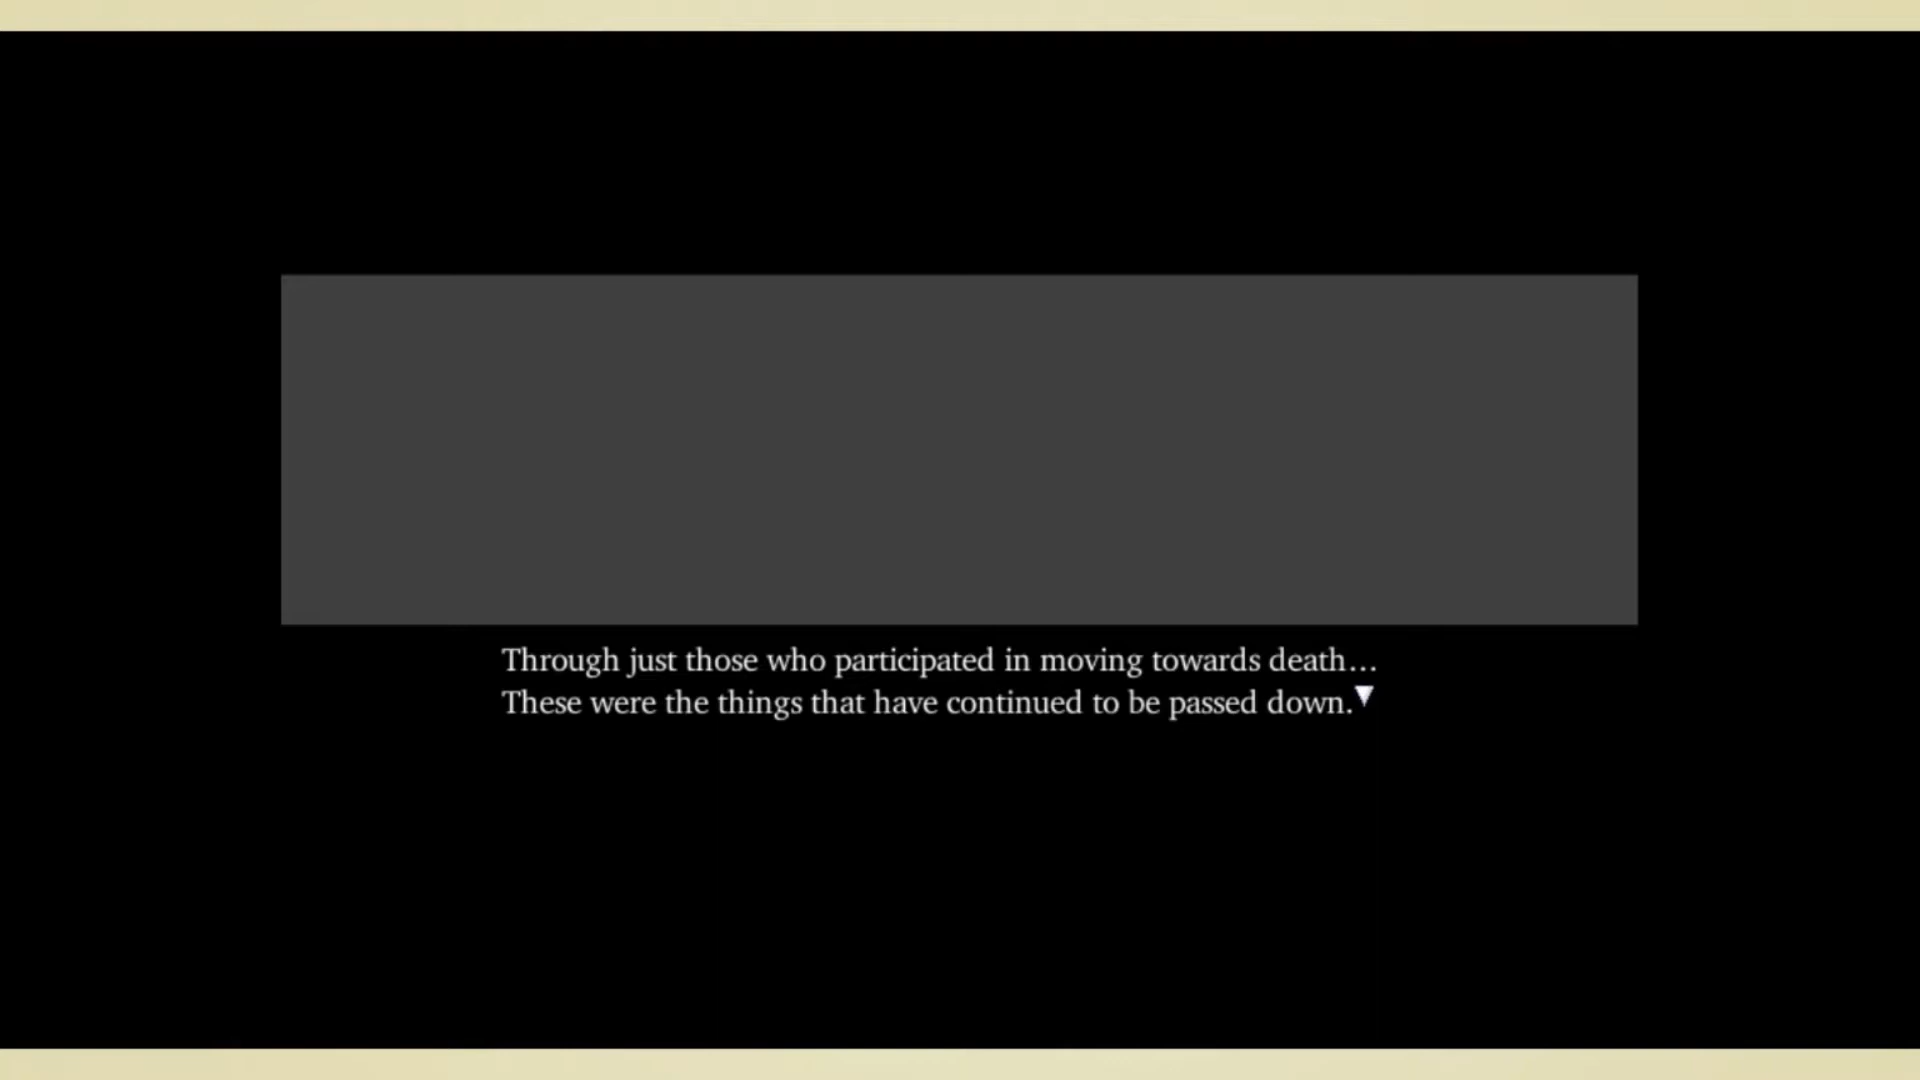 Through just those who participated in moving towards death…
These were the things that have continued to be passed down.